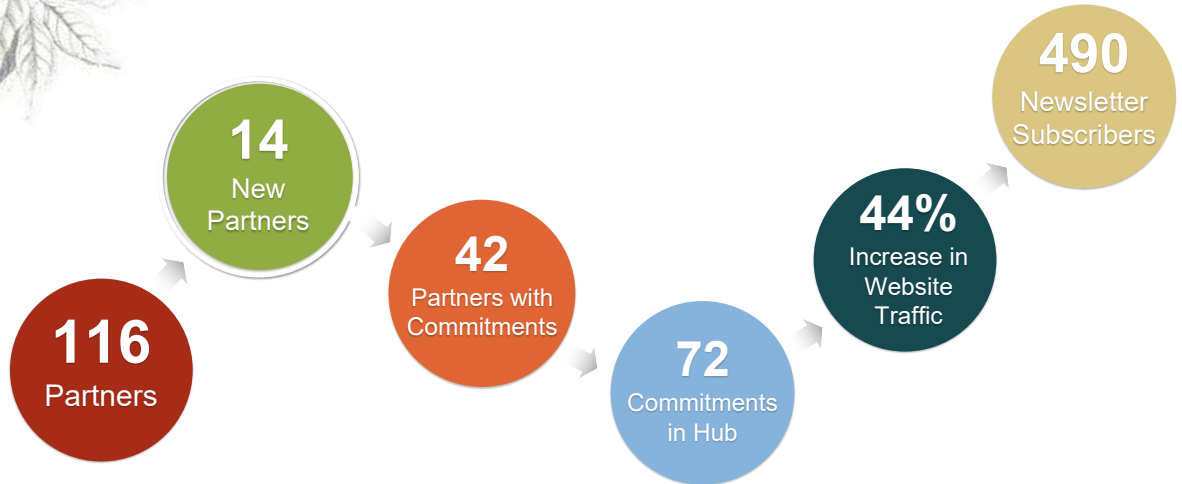 116
Partners
14
New
Partners
42
Partners with
Commitments
72
Commitments
in Hub
44%
Increase in
Website
Traffic
490
Newsletter
Subscribers